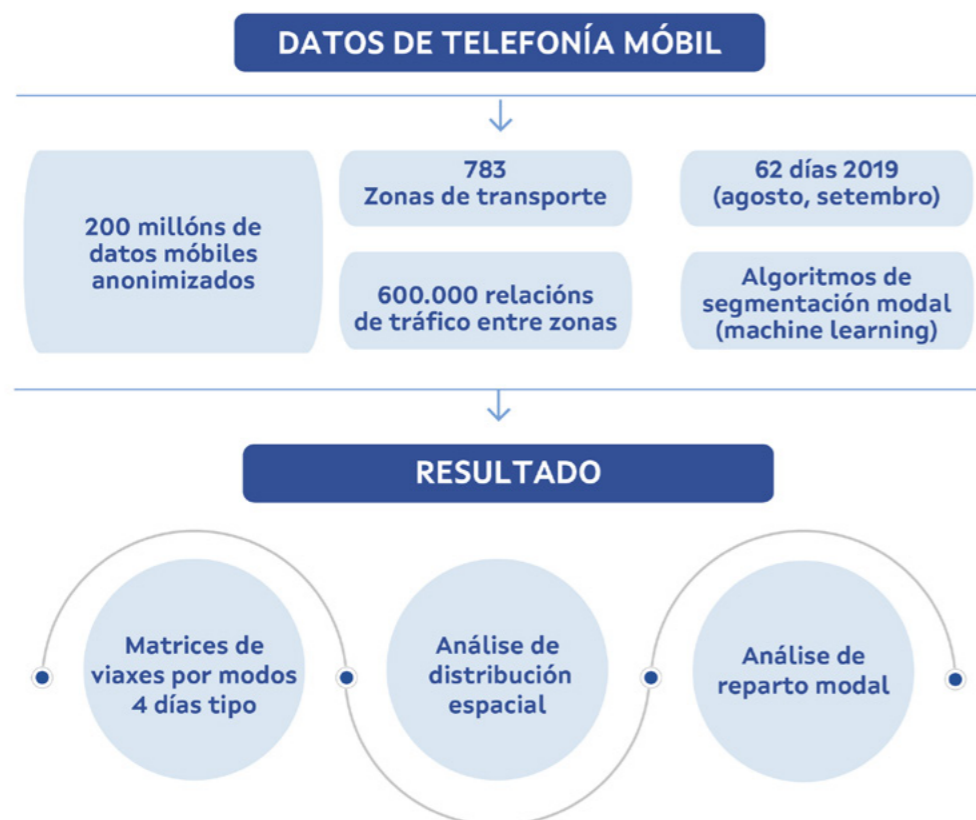 DATOS DE TELEFONÍA MÓBIL
200 millóns de
datos móbiles
anonimizados
783
Zonas de transporte
62 días 2019
(agosto, setembro)
600.000 relacións
de tráfico entre zonas
Algoritmos de
segmentación modal
(machine learning)
RESULTADO
Matrices de
viaxes por modos
4 días tipo
Análise de
distribución
espacial
Análise de
reparto modal